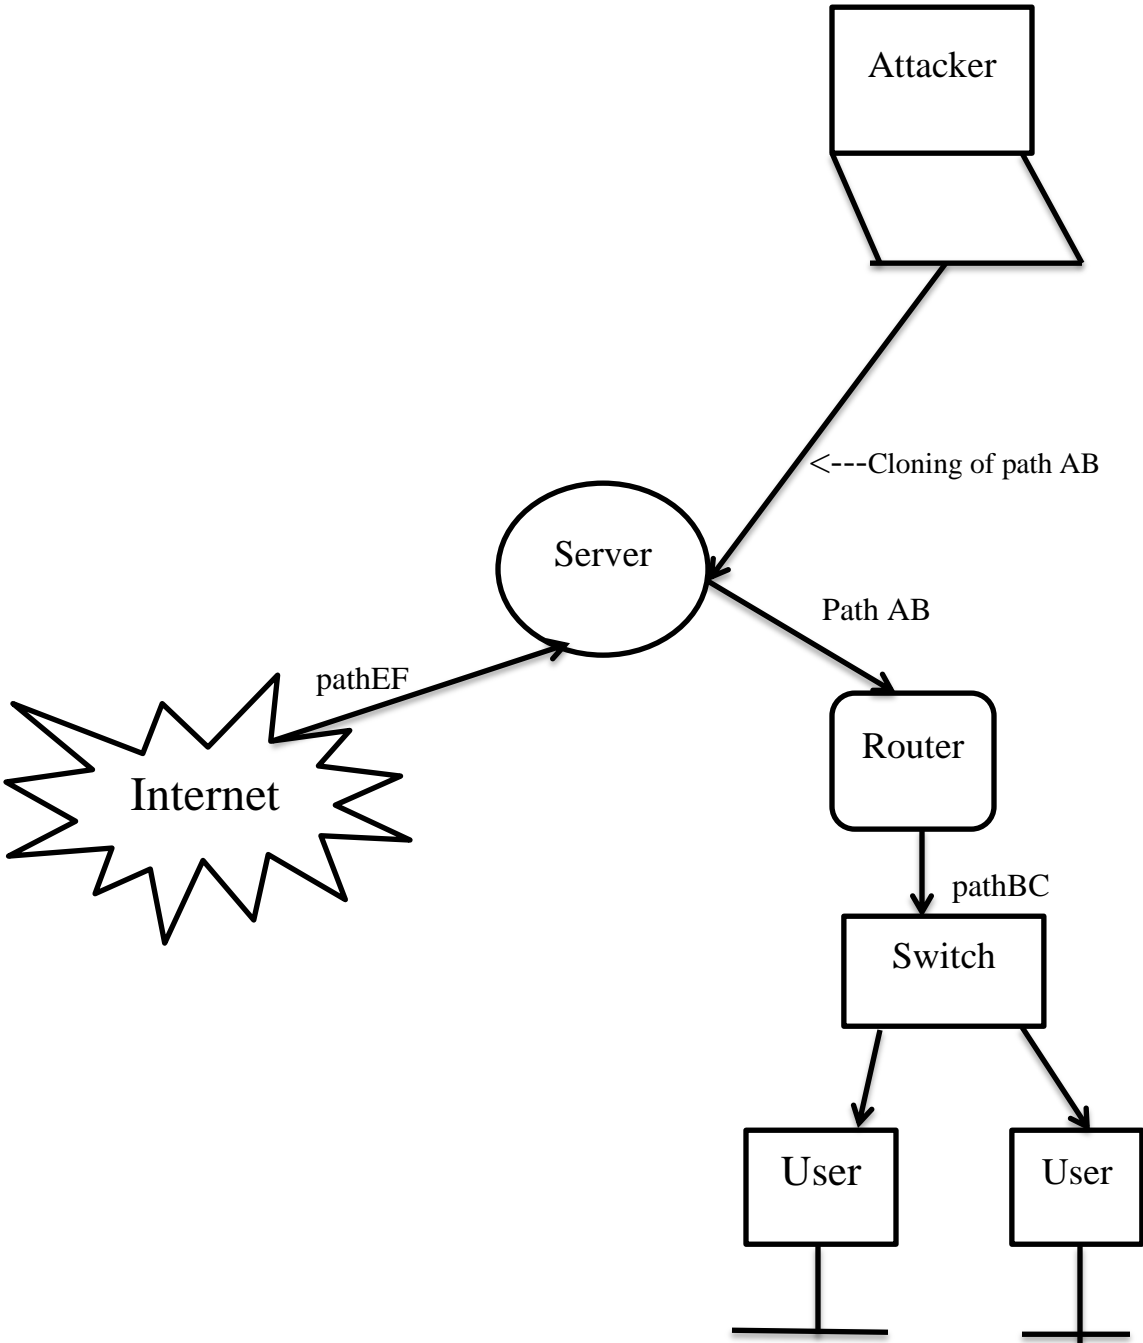 Attacker
<---Cloning of path AB
Server
Path AB
pathEF
Router
Internet
pathBC
Switch
User
User